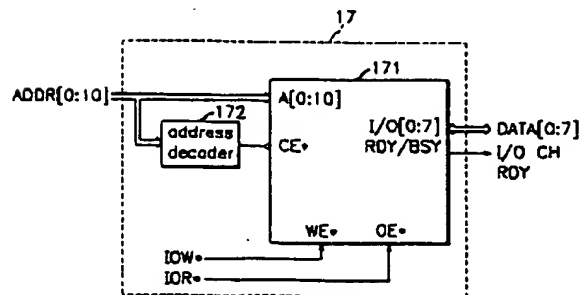 17
171
ADDR[0:10]
A[0:10]
172
address
decoder
CE*
I/O[0:7]
RDY/BSY
DATA[0:7]
I/O CH
RDY
WE*
OE*
IOW*
IOR*